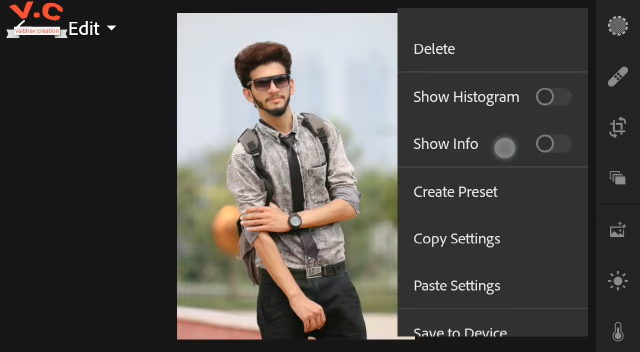 V.C
vaibhav creation
Edit
Delete
Show Histogram
Show Info
Create Preset
Copy Settings
Paste Settings
Save to Device